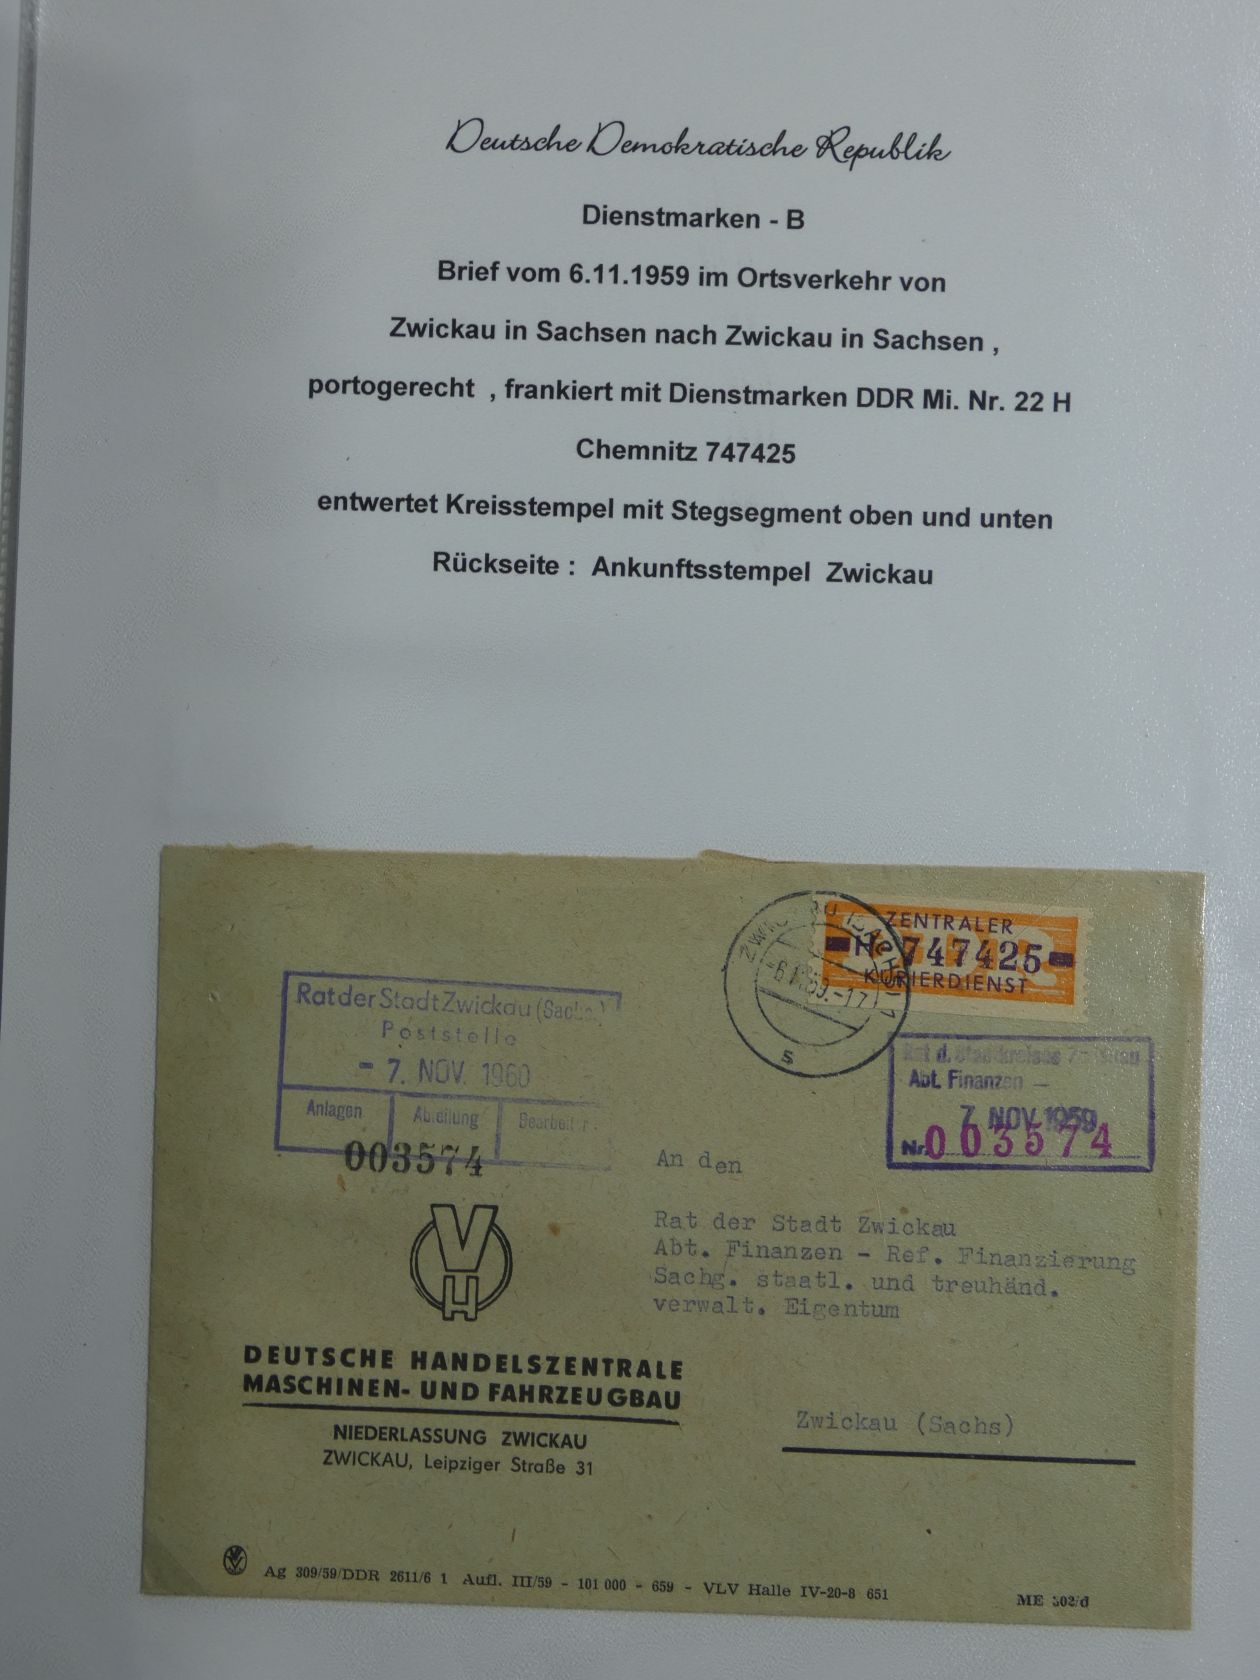 Deutsche Demokratische Republik
Dienstmarken - B
Brief vom 6.11.1959 im Ortsverkehr von
Zwickau in Sachsen nach Zwickau in Sachsen ,
portogerecht , frankiert mit Dienstmarken DDR Mi. Nr. 22 H
Chemnitz 747425
entwertet Kreisstempel mit Stegsegment oben und unten
Rückseite : Ankunftsstempel Zwickau
ZENTRALER
H 747425
KURIERDIENST
s
Rat der Stadt Zwickau
Poststelle
- 7. NOV. 1960
Anlagen Abteilung
003574
Abt. Finanzen —
7. NOV. 1959
Nr. 003574
An den
Rat der Stadt Zwickau
Abt. Finanzen - Ref. Finanzierung
Sachg. staatl. und treuhänd.
verwalt. Eigentum
Zwickau (Sachs)
VH
DEUTSCHE HANDELSZENTRALE
MASCHINEN- UND FAHRZEUGBAU
NIEDERLASSUNG ZWICKAU
ZWICKAU, Leipziger Straße 31
Ag 309/59/DDR 2611/6 1 Aufl. III/59 - 101 000 - 659 - VLV Halle IV-20-8 651
ME